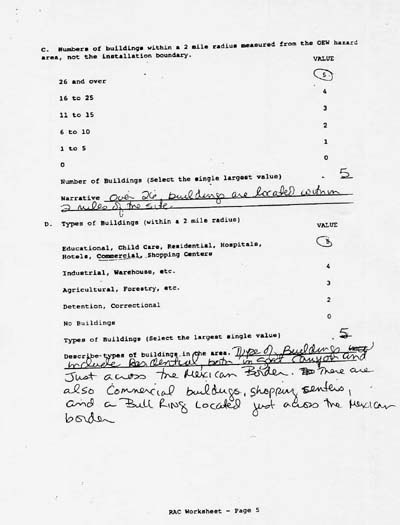 C. Numbers of buildings within a 2 mile radius measured from the OEW hazard
area, not the installation boundary.
VALUE
26 and over 5
16 to 25 4
11 to 15 3
6 to 10 2
1 to 5 1
0 0
Number of Buildings (Select the single largest value) 5
Narrative Over 26 buildings are located within
2 miles of the site.
D. Types of Buildings (within a 2 mile radius)
VALUE
Educational, Child Care, Residential, Hospitals, 5
Hotels, Commercial, Shopping Centers
Industrial, Warehouse, etc. 4
Agricultural, Forestry, etc. 3
Detention, Correctional 2
No Buildings 0
Types of Buildings (Select the largest single value) 5
Describe types of buildings in the area. Type of Buildings
include Residential, both in Canyon and
Just across the Mexican Border. There are
also Commercial buildings, shopping centers,
and a Bull Ring Located just across the Mexican
border
RAC Worksheet - Page 5